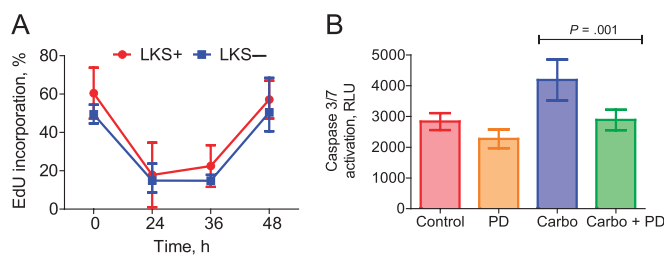 A
LKS+ LKS—
EdU incorporation, %
80
60
40
20
0
0 24 36 48
Time, h
B
P = .001
Caspase 3/7
activation, RLU
5000
4000
3000
2000
1000
0
Control PD Carbo Carbo + PD